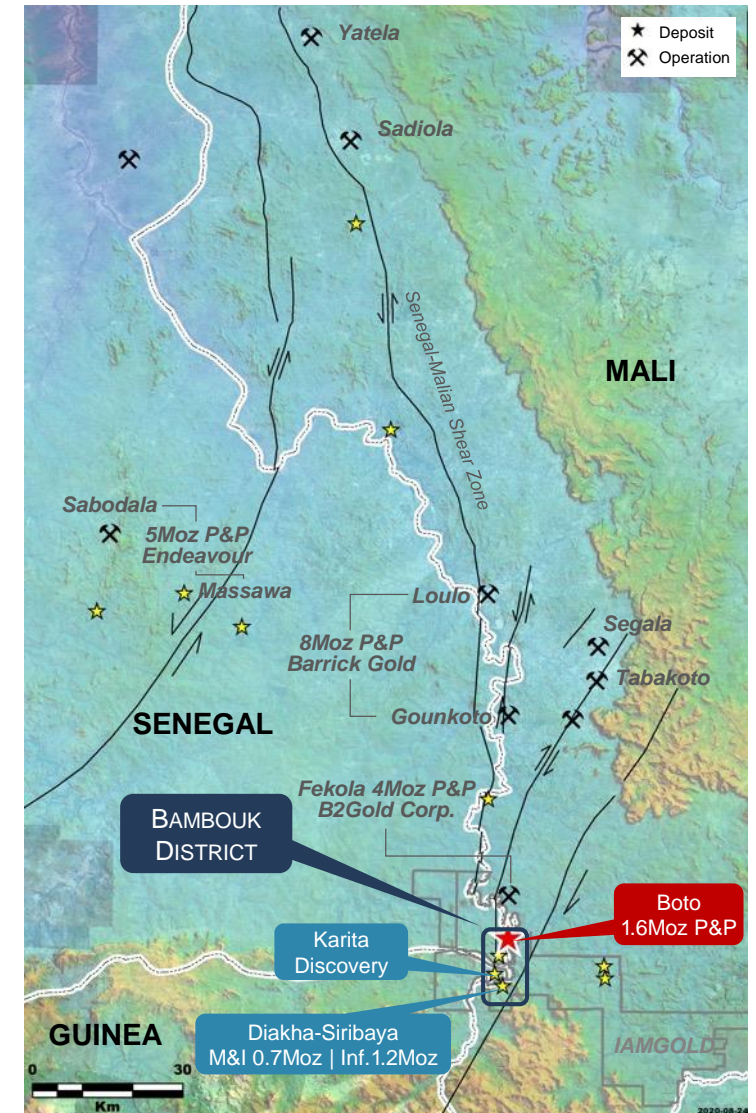 Deposit
Operation
Yatela
Sadiola
Senegal-Malian Shear Zone
MALI
Sabodala
5Moz P&P
Endeavour
Massawa
Loulo
8Moz P&P
Barrick Gold
Gounkoto
Segala
Tabakoto
SENEGAL
Fekola 4Moz P&P
B2Gold Corp.
BAMBOUK
DISTRICT
Boto
1.6Moz P&P
Karita
Discovery
Diakha-Siribaya
M&I 0.7Moz | Inf.1.2Moz
GUINEA
IAMGOLD
0 30
Km